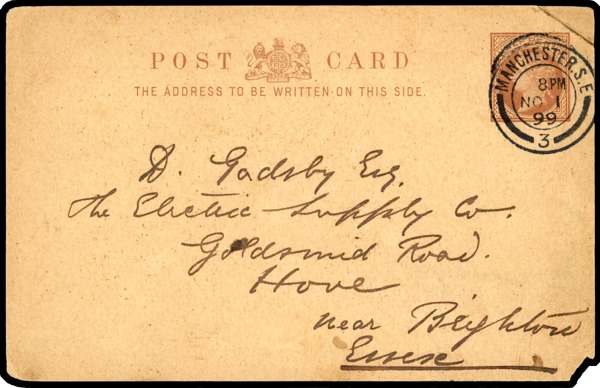 POST CARD
THE ADDRESS TO BE WRITTEN ON THIS SIDE.
MANCHESTER.S.E
8.PM
NO 1
99
3
D. Gadsby Esq.
The Electric Supply Co.
Goldsmid Road.
Hove
near Brighton
Essex